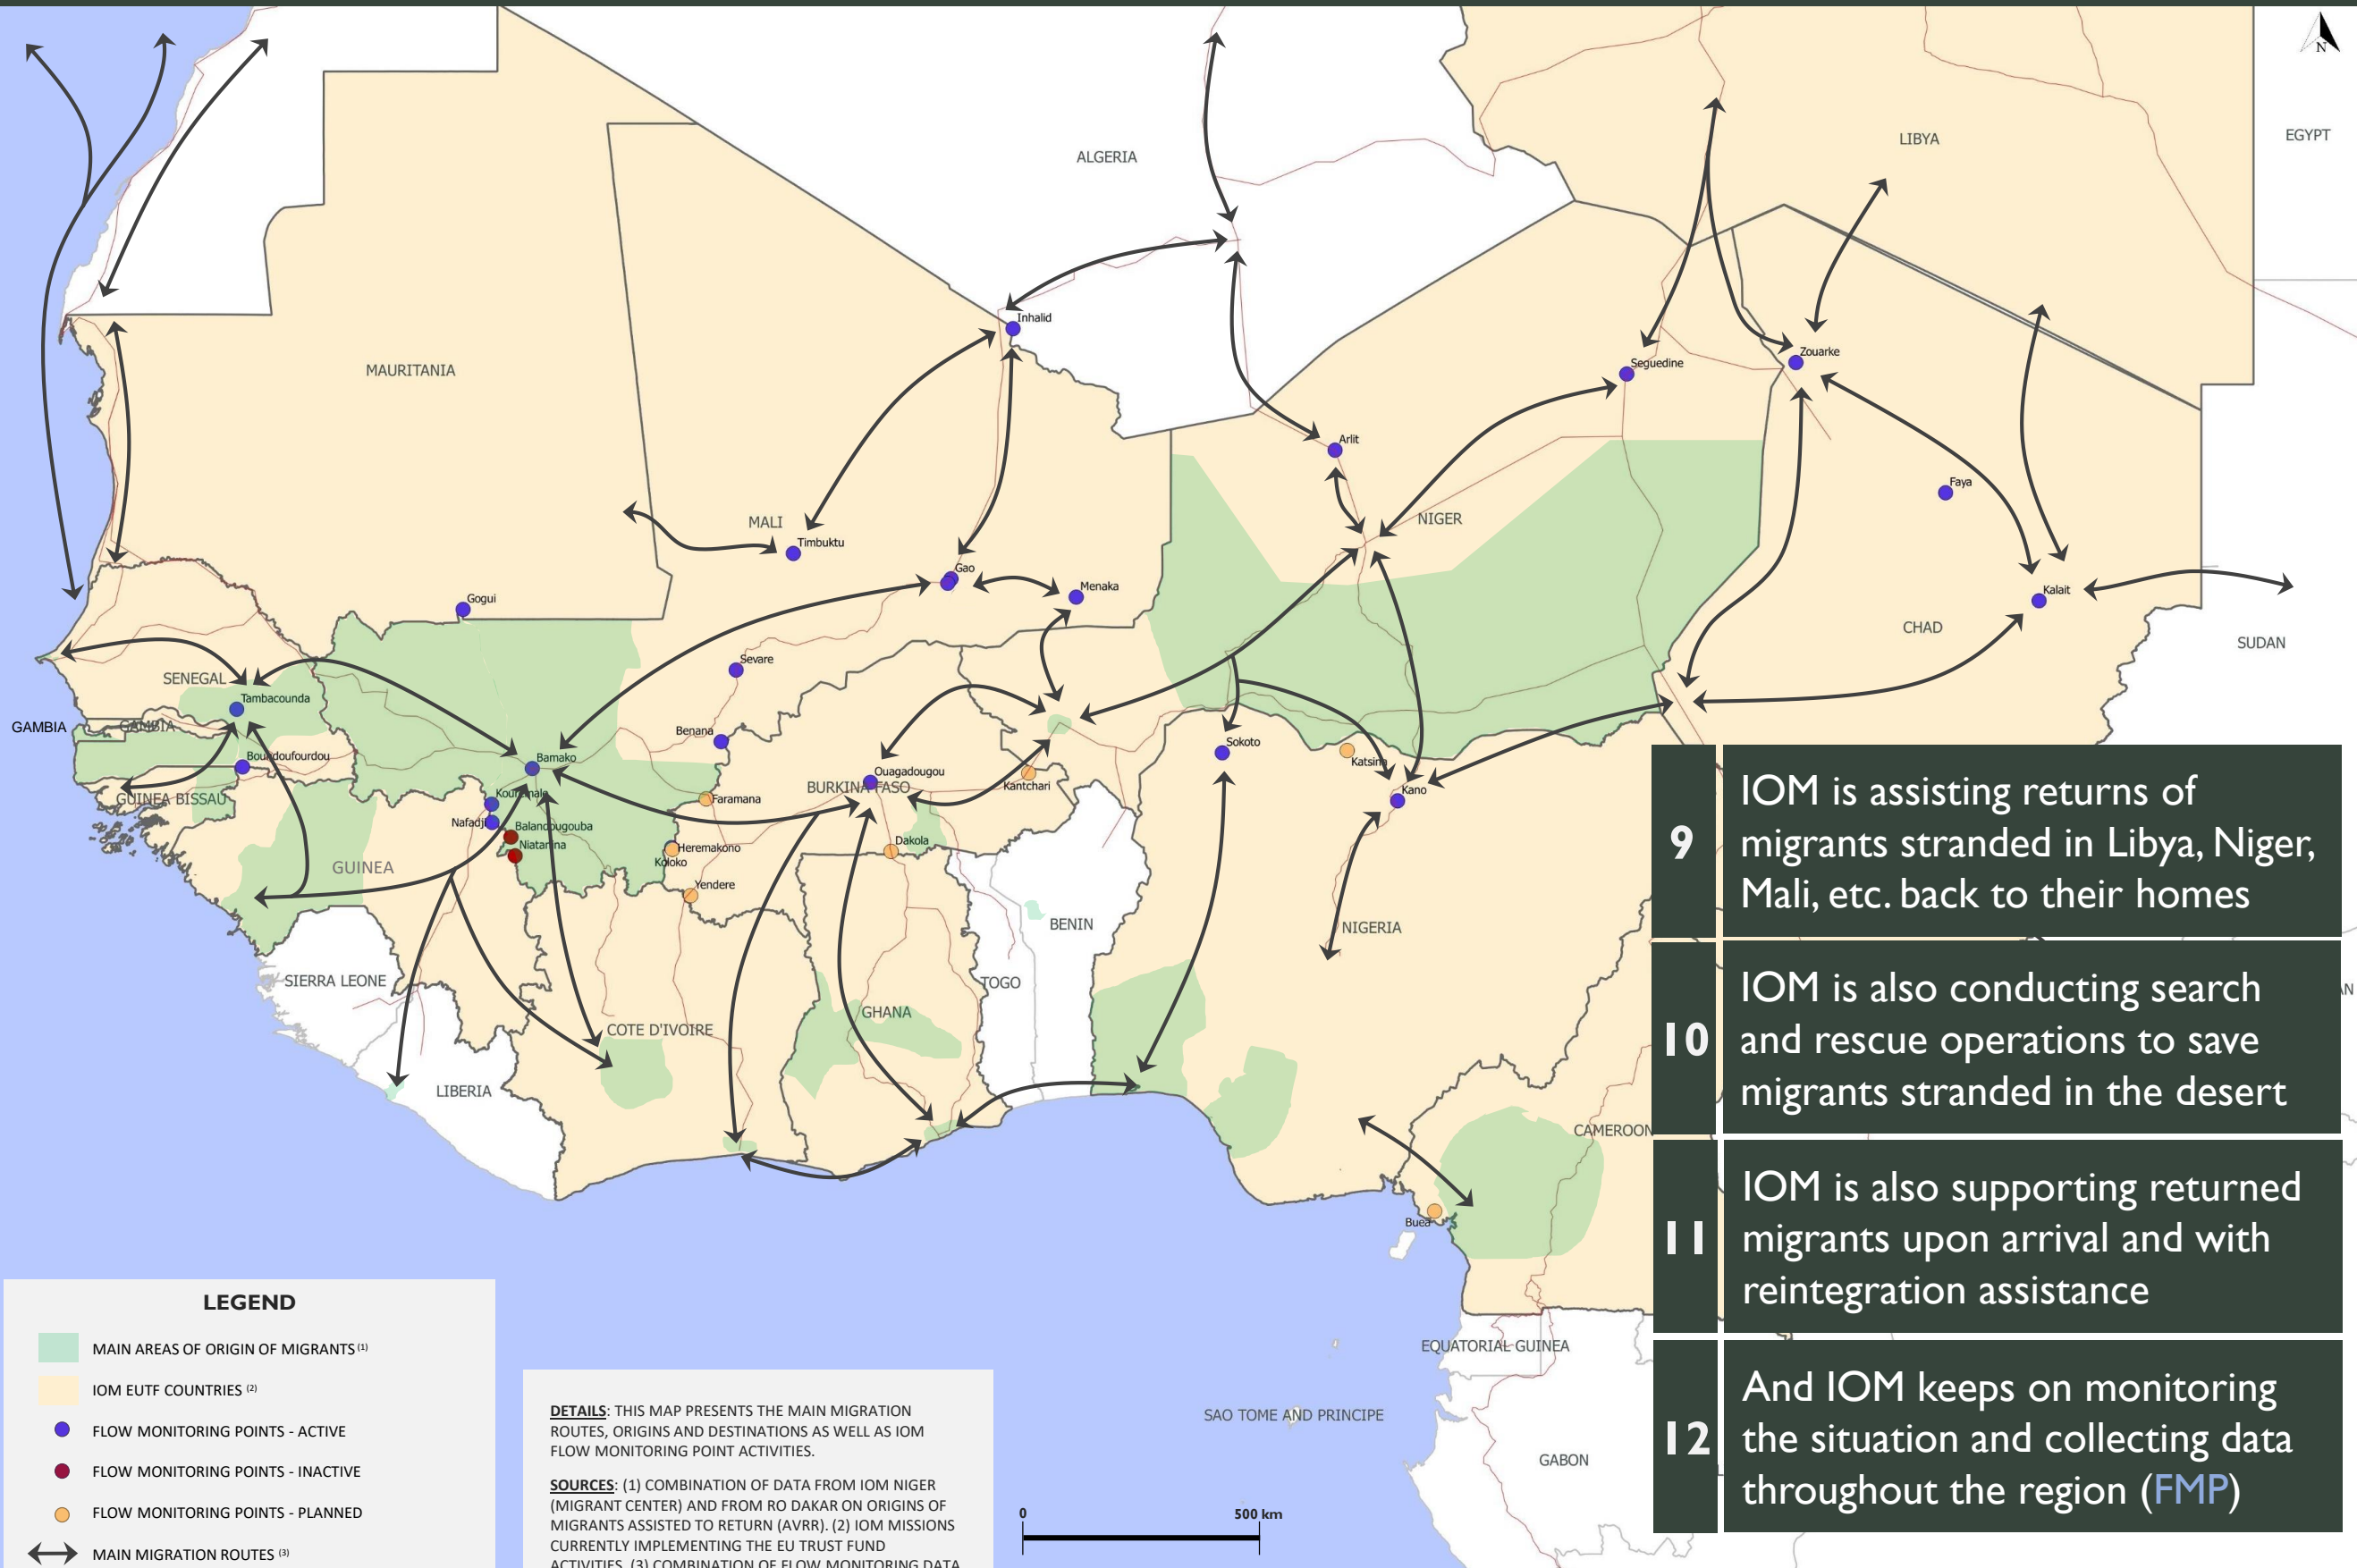 N
EGYPT
LIBYA
ALGERIA
Inhalid
Zouarke
Seguedine
MAURITANIA
Arlit
Faya
NIGER
MALI
Timbuktu
Gao
Menaka
Kalait
Gogui
CHAD
SUDAN
Sevare
SENEGAL
Tambacounda
GAMBIA
GAMBIA
Benana
Sokoto
Katsina
Boundoufourdou
Bamako
Ouagadougou
BURKINA FASO
Kantchari
Kano
GUINEA BISSAU
Kouremale
Faramana
Nafadji
Balandougouba
Niatanina
Heremakono
Koloko
Dakola
GUINEA
Yendere
BENIN
NIGERIA
SIERRA LEONE
TOGO
AN
GHANA
COTE D'IVOIRE
LIBERIA
CAMEROON
Buea
EQUATORIAL GUINEA
SAO TOME AND PRINCIPE
GABON
9
IOM is assisting returns of
migrants stranded in Libya, Niger,
Mali, etc. back to their homes
10
IOM is also conducting search
and rescue operations to save
migrants stranded in the desert
11
IOM is also supporting returned
migrants upon arrival and with
reintegration assistance
12
And IOM keeps on monitoring
the situation and collecting data
throughout the region (FMP)
LEGEND
MAIN AREAS OF ORIGIN OF MIGRANTS (1)
IOM EUTF COUNTRIES (2)
FLOW MONITORING POINTS - ACTIVE
FLOW MONITORING POINTS - INACTIVE
FLOW MONITORING POINTS - PLANNED
MAIN MIGRATION ROUTES (3)
DETAILS: THIS MAP PRESENTS THE MAIN MIGRATION
ROUTES, ORIGINS AND DESTINATIONS AS WELL AS IOM
FLOW MONITORING POINT ACTIVITIES.
SOURCES: (1) COMBINATION OF DATA FROM IOM NIGER
(MIGRANT CENTER) AND FROM RO DAKAR ON ORIGINS OF
MIGRANTS ASSISTED TO RETURN (AVRR). (2) IOM MISSIONS
CURRENTLY IMPLEMENTING THE EU TRUST FUND
ACTIVITIES. (3) COMBINATION OF FLOW MONITORING DATA
0 500 km